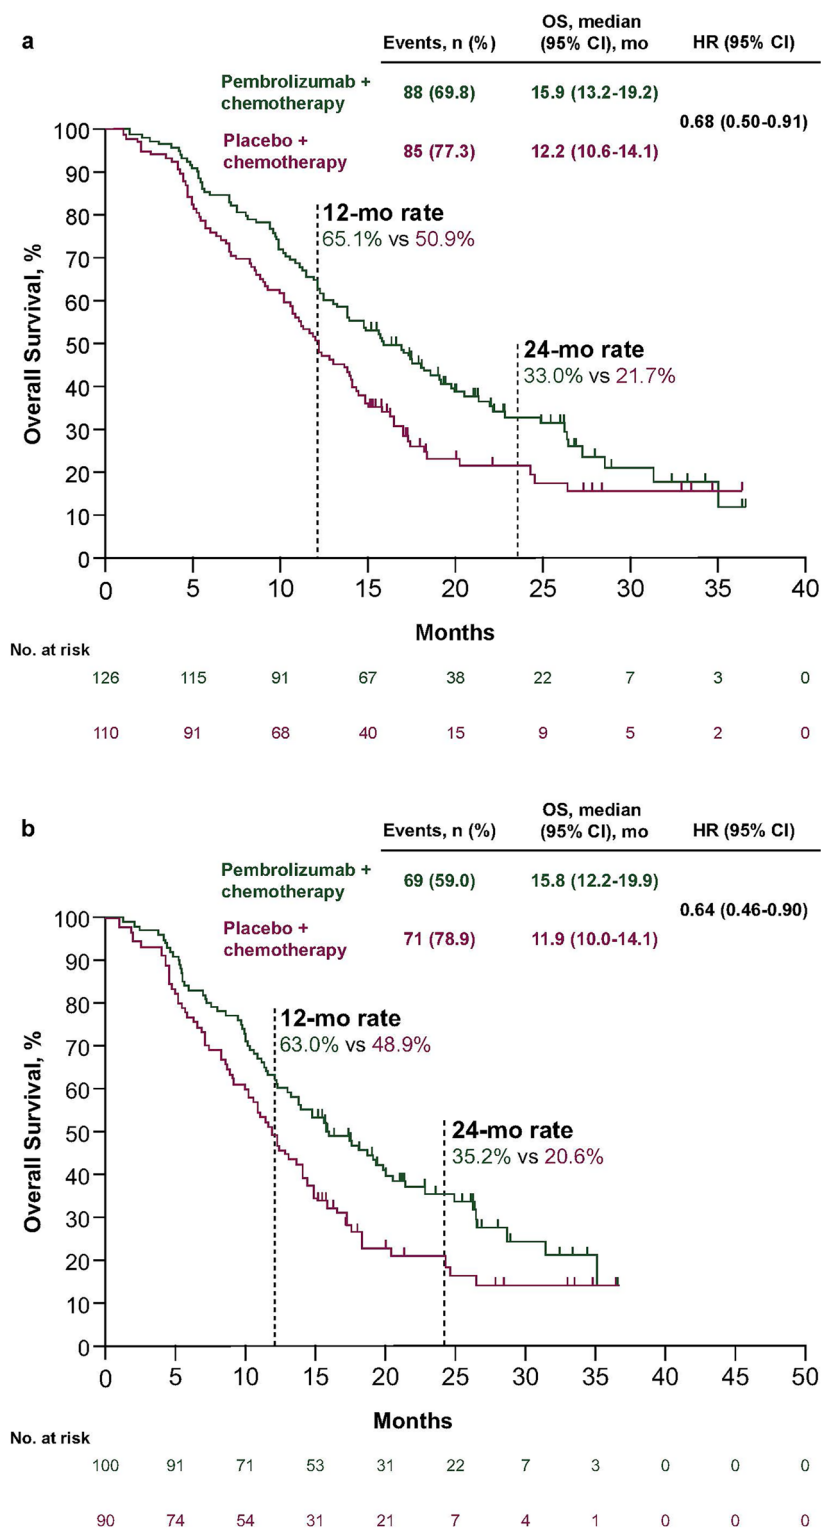 a
Events, n (%)
OS, median
(95% CI), mo
HR (95% CI)
Pembrolizumab +
chemotherapy
88 (69.8)
15.9 (13.2-19.2)
0.68 (0.50-0.91)
Placebo +
chemotherapy
85 (77.3)
12.2 (10.6-14.1)
Overall Survival, %
100
90
80
70
60
50
40
30
20
10
0
12-mo rate
65.1% vs 50.9%
24-mo rate
33.0% vs 21.7%
0 5 10 15 20 25 30 35 40
Months
No. at risk
126 115 91 67 38 22 7 3 0
110 91 68 40 15 9 5 2 0
b
Events, n (%)
OS, median
(95% CI), mo
HR (95% CI)
Pembrolizumab +
chemotherapy
69 (59.0)
15.8 (12.2-19.9)
0.64 (0.46-0.90)
Placebo +
chemotherapy
71 (78.9)
11.9 (10.0-14.1)
Overall Survival, %
100
90
80
70
60
50
40
30
20
10
0
12-mo rate
63.0% vs 48.9%
24-mo rate
35.2% vs 20.6%
0 5 10 15 20 25 30 35 40 45 50
Months
No. at risk
100 91 71 53 31 22 7 3 0 0 0
90 74 54 31 21 7 4 1 0 0 0